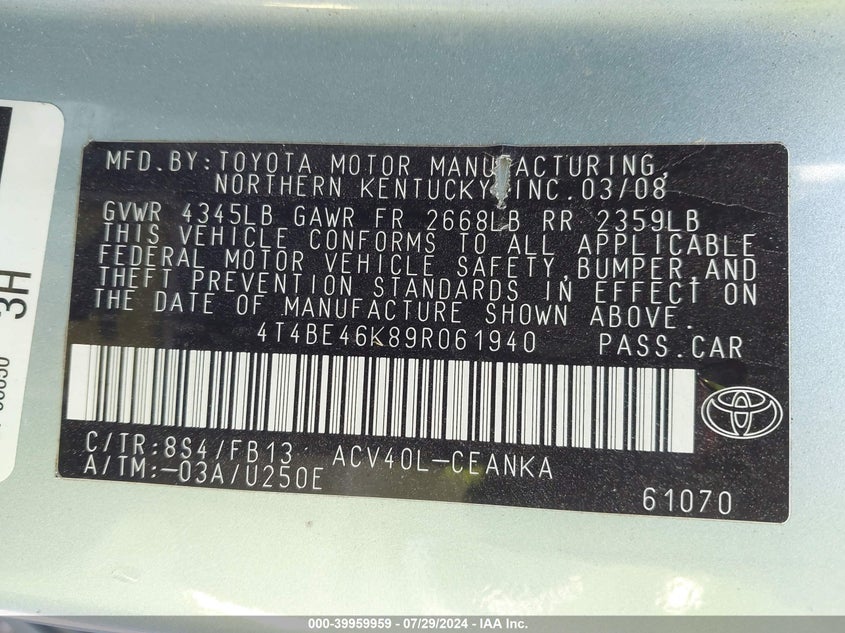 MFD.BY:TOYOTA MOTOR MANUFACTURING,
NORTHERN KENTUCKY, INC.03/08
GVWR 4345LB GAWR FR 2668LB RR 2359LB
THIS VEHICLE CONFORMS TO ALL APPLICABLE
FEDERAL MOTOR VEHICLE SAFETY,BUMPER,AND
THEFT PREVENTION STANDARDS IN EFFECT ON
THE DATE OF MANUFACTURE SHOWN ABOVE.
4T4BE46K89R061940 PASS.CAR
C/TR:8S4/FB13 ACV40L-CEANKA
A/TM:-03A/U250E
61070
3H
000-39959959 | 07/29/2024 | IAA Inc.